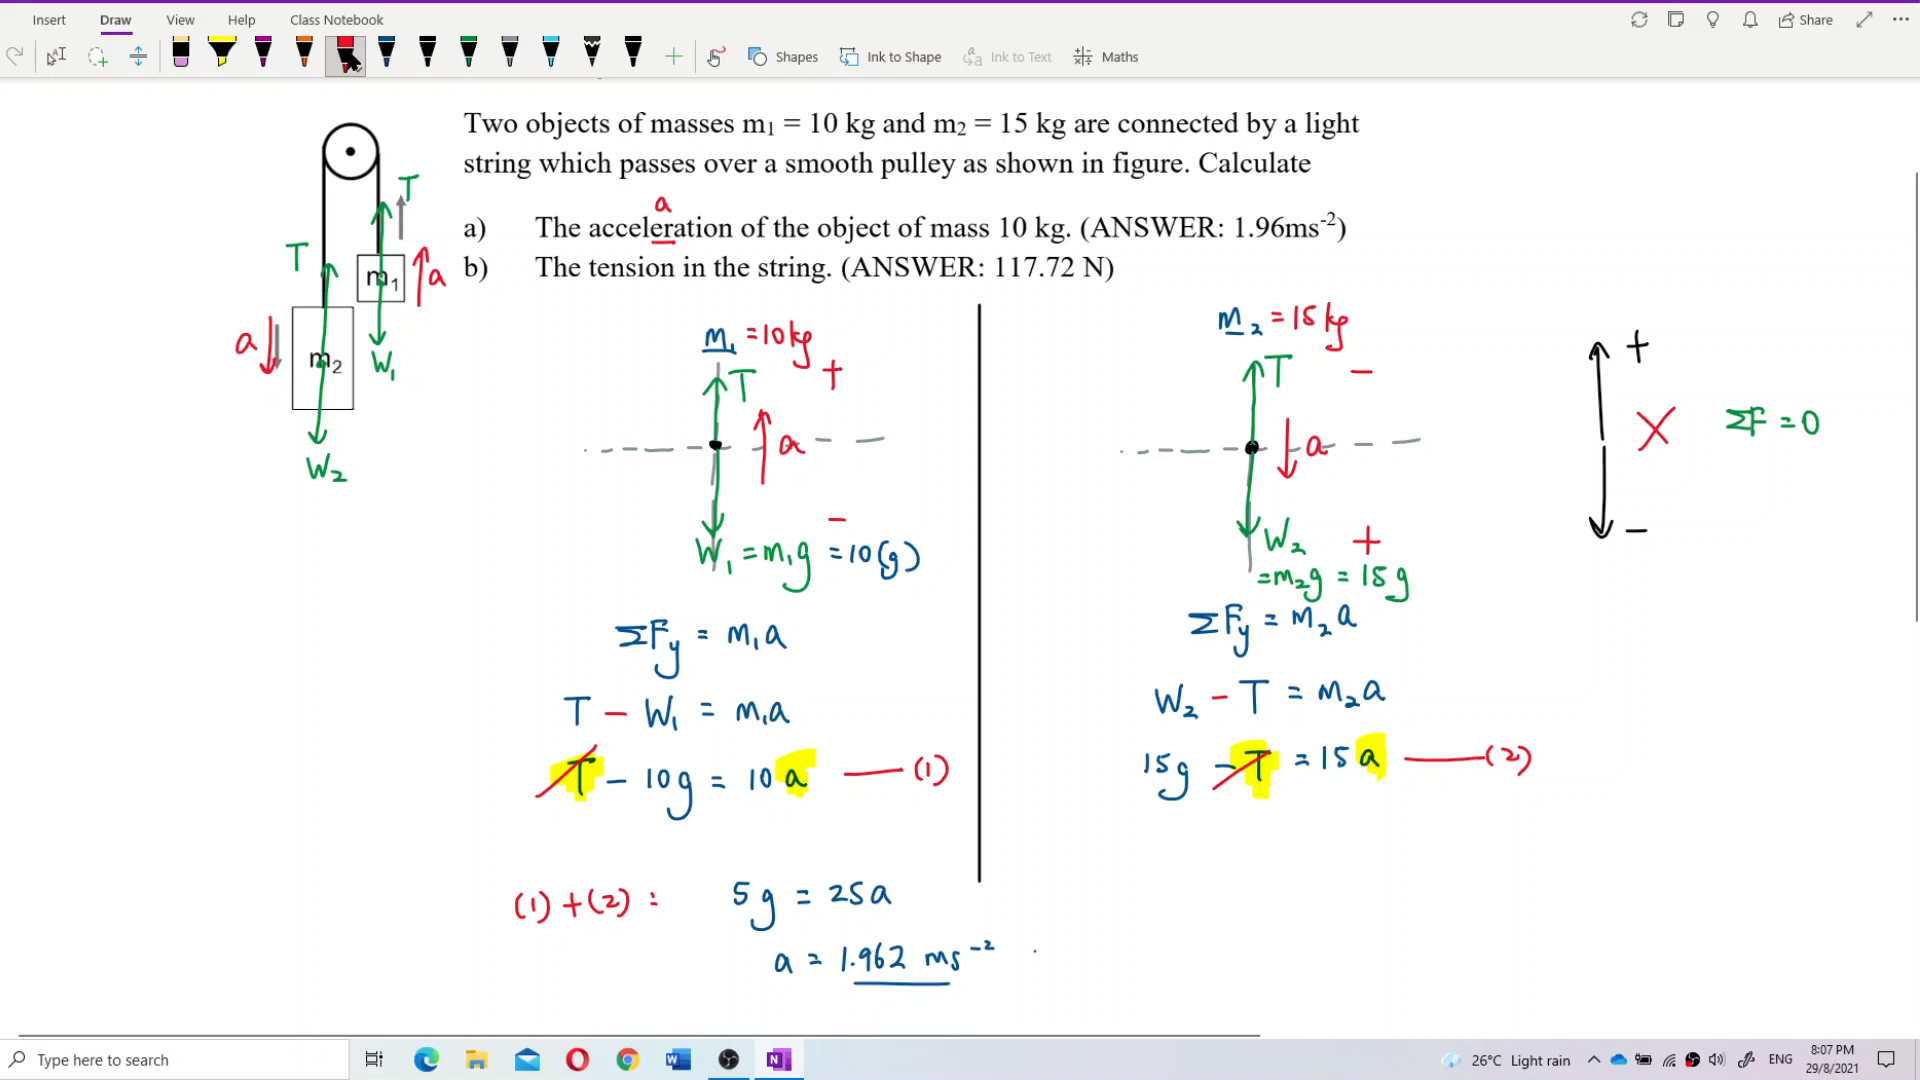 Insert Draw View Help Class Notebook
Share
Shapes Ink to Shape Ink to Text Maths
Two objects of masses m₁ = 10 kg and m₂ = 15 kg are connected by a light
string which passes over a smooth pulley as shown in figure. Calculate
a
a) The acceleration of the object of mass 10 kg. (ANSWER: 1.96ms⁻²)
b) The tension in the string. (ANSWER: 117.72 N)
T
T
m₁
a
a
m₂
W₁
W₂
m₁ = 10 kg
T +
a
−
W₁ = m₁g = 10(g)
ΣFy = m₁a
T − W₁ = m₁a
T − 10g = 10a —— (1)
m₂ = 15 kg
T −
a
W₂ +
= m₂g = 15g
ΣFy = m₂a
W₂ − T = m₂a
15g − T = 15a —— (2)
+
X ΣF = 0
−
(1) + (2) : 5g = 25a
a = 1.962 ms⁻²
Type here to search
26°C Light rain
ENG
8:07 PM
29/8/2021